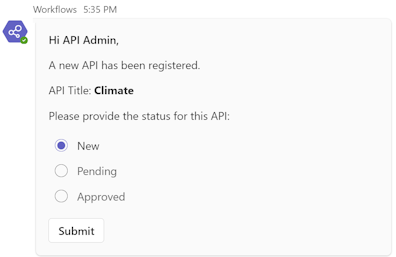 Workflows 5:35 PM
Hi API Admin,
A new API has been registered.
API Title: Climate
Please provide the status for this API:
New
Pending
Approved
Submit